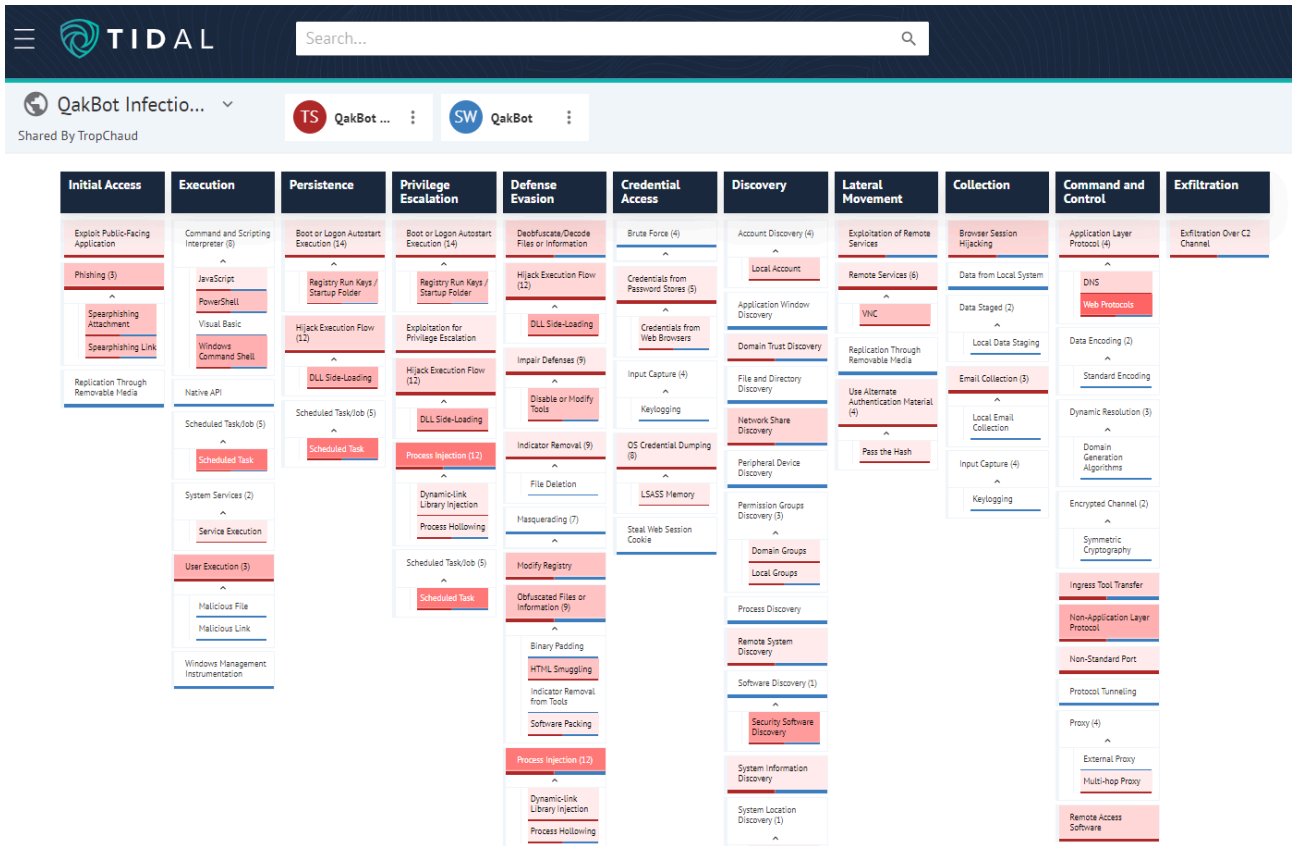 TIDAL
Search...
QakBot Infectio...
Shared By TropChaud
TS
QakBot ...
SW
QakBot
Initial Access
Exploit Public-Facing
Application
Phishing (3)
Spearphishing
Attachment
Spearphishing Link
Replication Through
Removable Media
Execution
Command and Scripting
Interpreter (8)
JavaScript
PowerShell
Visual Basic
Windows
Command Shell
Native API
Scheduled Task/Job (5)
Scheduled Task
System Services (2)
Service Execution
User Execution (3)
Malicious File
Malicious Link
Windows Management
Instrumentation
Persistence
Boot or Logon Autostart
Execution (14)
Registry Run Keys /
Startup Folder
Hijack Execution Flow
(12)
DLL Side-Loading
Scheduled Task/Job (5)
Scheduled Task
Privilege
Escalation
Boot or Logon Autostart
Execution (14)
Registry Run Keys /
Startup Folder
Exploitation for
Privilege Escalation
Hijack Execution Flow
(12)
DLL Side-Loading
Process Injection (12)
Dynamic-link
Library Injection
Process Hollowing
Scheduled Task/Job (5)
Scheduled Task
Defense
Evasion
Deobfuscate/Decode
Files or Information
Hijack Execution Flow
(12)
DLL Side-Loading
Impair Defenses (9)
Disable or Modify
Tools
Indicator Removal (9)
File Deletion
Masquerading (7)
Modify Registry
Obfuscated Files or
Information (9)
Binary Padding
HTML Smuggling
Indicator Removal
from Tools
Software Packing
Process Injection (12)
Dynamic-link
Library Injection
Process Hollowing
Credential
Access
Brute Force (4)
Credentials from
Password Stores (5)
Credentials from
Web Browsers
Input Capture (4)
Keylogging
OS Credential Dumping
(8)
LSASS Memory
Steal Web Session
Cookie
Discovery
Account Discovery (4)
Local Account
Application Window
Discovery
Domain Trust Discovery
File and Directory
Discovery
Network Share
Discovery
Peripheral Device
Discovery
Permission Groups
Discovery (3)
Domain Groups
Local Groups
Process Discovery
Remote System
Discovery
Software Discovery (1)
Security Software
Discovery
System Information
Discovery
System Location
Discovery (1)
Lateral
Movement
Exploitation of Remote
Services
Remote Services (6)
VNC
Replication Through
Removable Media
Use Alternate
Authentication Material
(4)
Pass the Hash
Collection
Browser Session
Hijacking
Data from Local System
Data Staged (2)
Local Data Staging
Email Collection (3)
Local Email
Collection
Input Capture (4)
Keylogging
Command and
Control
Application Layer
Protocol (4)
DNS
Web Protocols
Data Encoding (2)
Standard Encoding
Dynamic Resolution (3)
Domain
Generation
Algorithms
Encrypted Channel (2)
Symmetric
Cryptography
Ingress Tool Transfer
Non-Application Layer
Protocol
Non-Standard Port
Protocol Tunneling
Proxy (4)
External Proxy
Multi-hop Proxy
Remote Access
Software
Exfiltration
Exfiltration Over C2
Channel